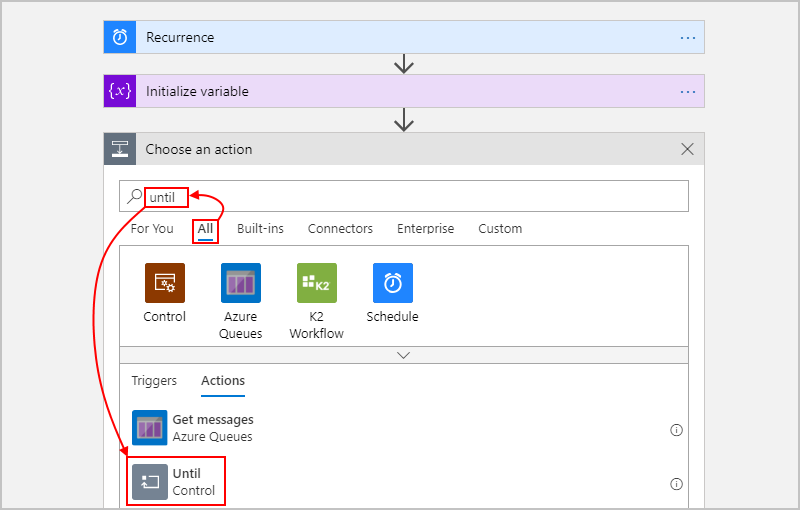 Recurrence
{x} Initialize variable
Choose an action
until
For You All Built-ins Connectors Enterprise Custom
K2
Control Azure Queues K2 Workflow Schedule
Triggers Actions
Get messages
Azure Queues
Until
Control